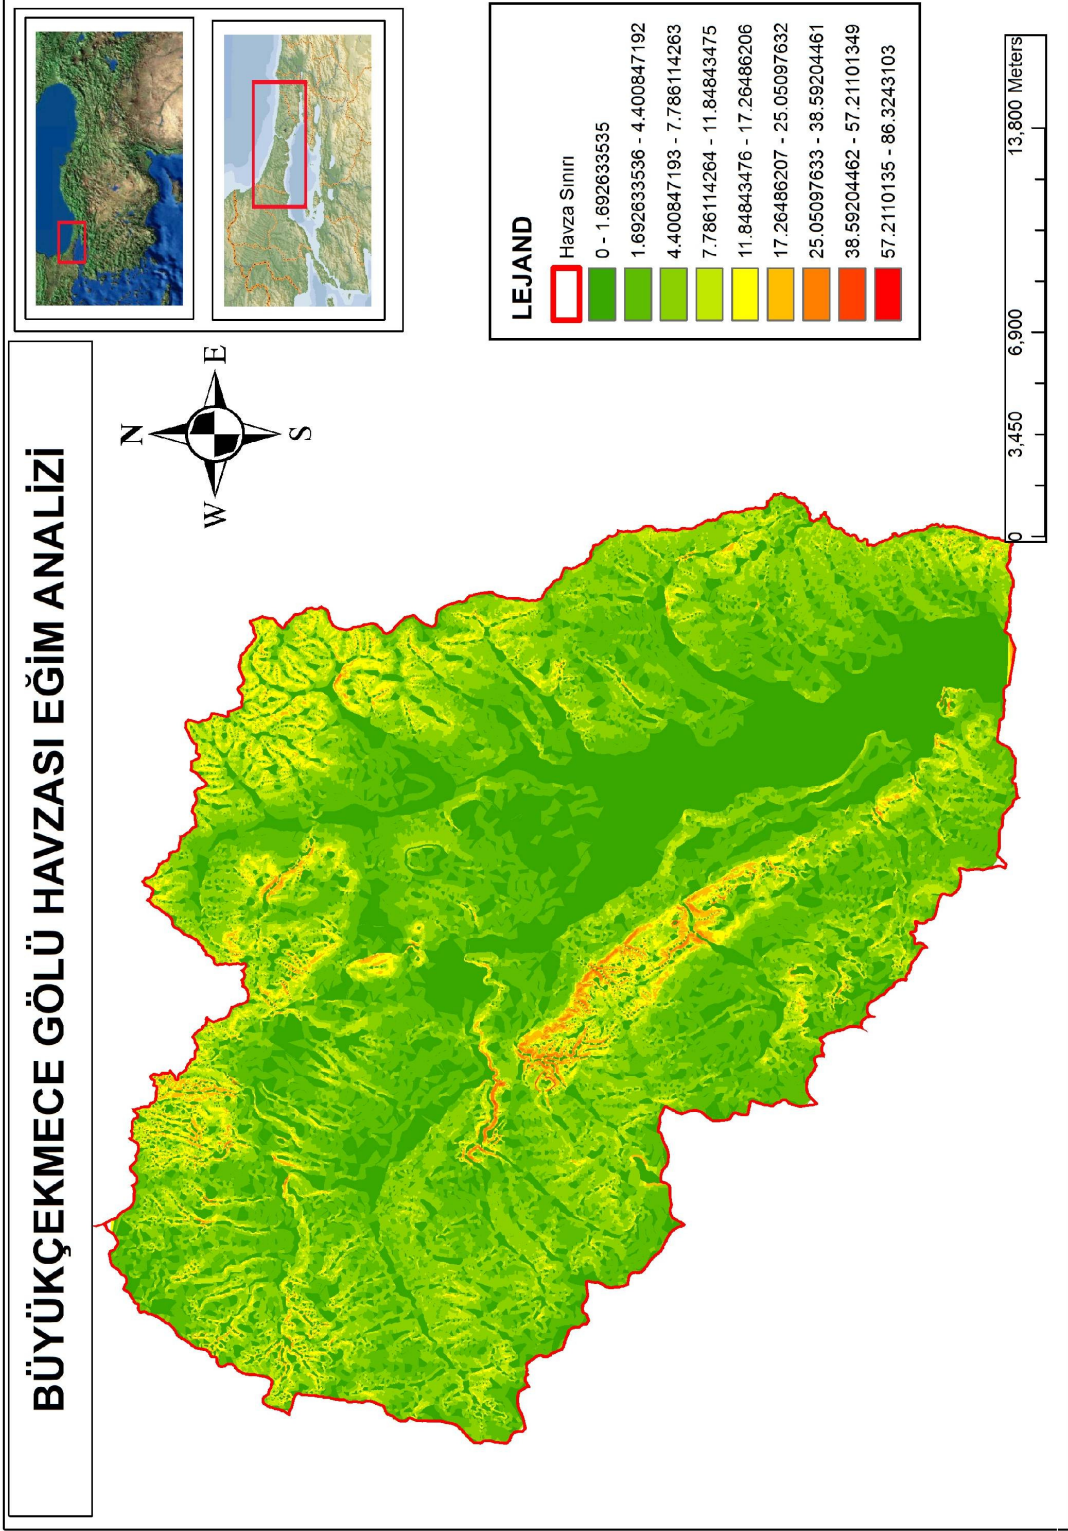 BÜYÜKÇEKMECE GÖLÜ HAVZASI EĞİM ANALİZİ
N
W
E
S
LEJAND
Havza Sınırı
0 - 1.692633535
1.692633536 - 4.400847192
4.400847193 - 7.786114263
7.786114264 - 11.84843475
11.84843476 - 17.26486206
17.26486207 - 25.05097632
25.05097633 - 38.59204461
38.59204462 - 57.21101349
57.2110135 - 86.3243103
0 3,450 6,900 13,800 Meters